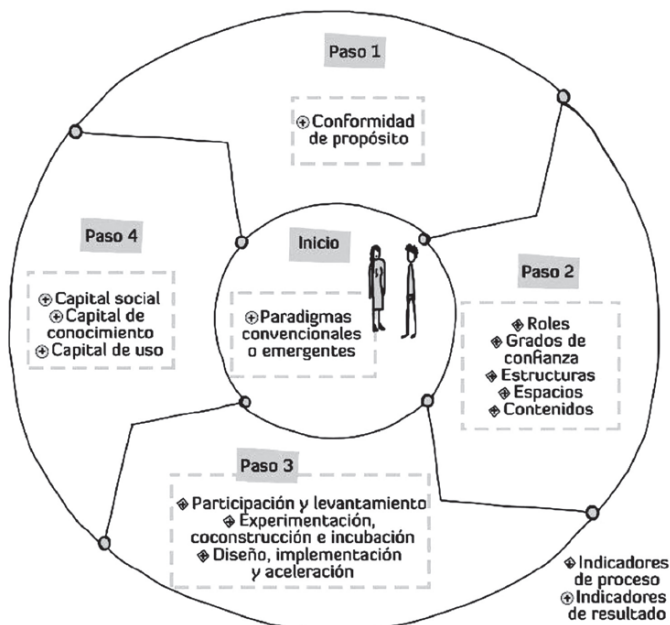 Paso 1
⊕ Conformidad
de propósito
Paso 2
◈ Roles
◈ Grados de
confianza
◈ Estructuras
◈ Espacios
◈ Contenidos
Paso 3
◈ Participación y levantamiento
◈ Experimentación,
coconstrucción e incubación
◈ Diseño, implementación
y aceleración
Paso 4
⊕ Capital social
⊕ Capital de
conocimiento
⊕ Capital de uso
Inicio
⊕ Paradigmas
convencionales
o emergentes
◈ Indicadores
de proceso
⊕ Indicadores
de resultado